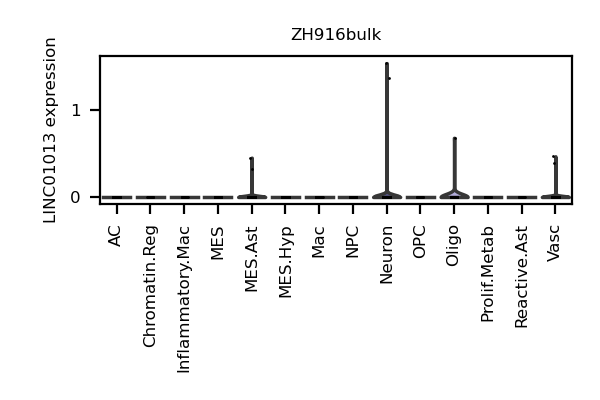 ZH916bulk
LINC01013 expression
1
0
AC
Chromatin.Reg
Inflammatory.Mac
MES
MES.Ast
MES.Hyp
Mac
NPC
Neuron
OPC
Oligo
Prolif.Metab
Reactive.Ast
Vasc